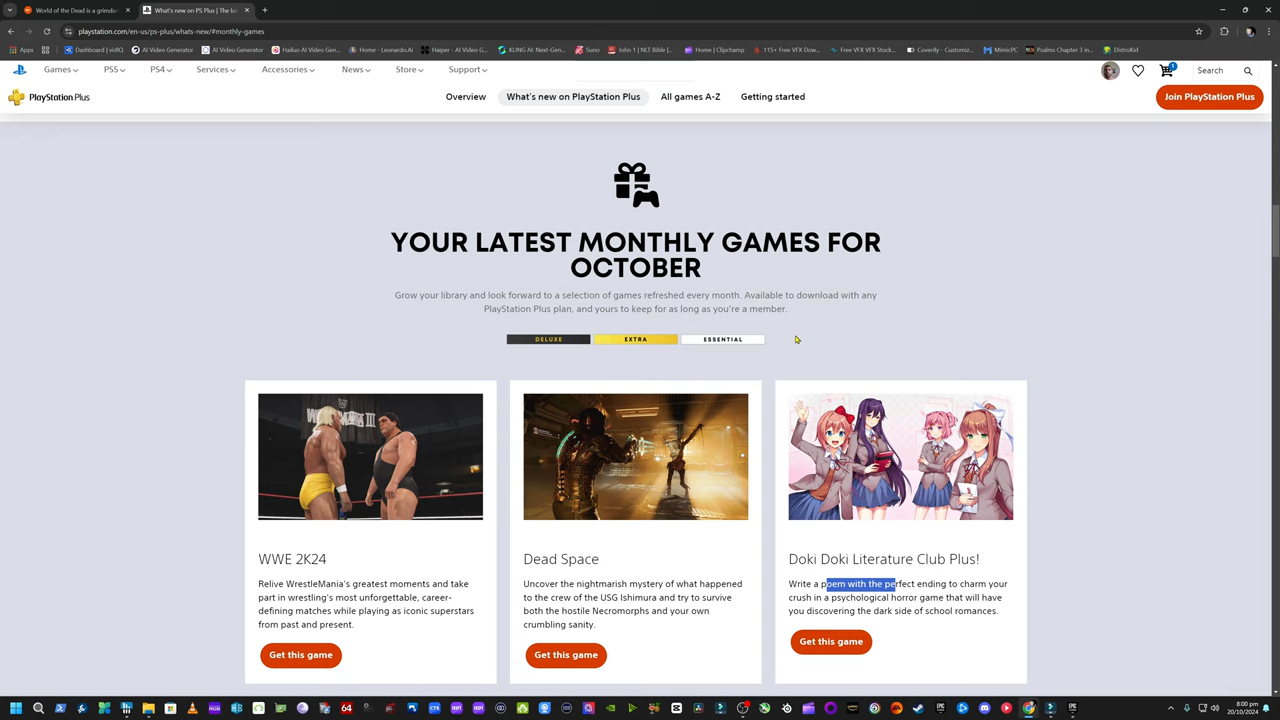 World of the Dead is a grimdar
What's new on PS Plus | The la
playstation.com/en-us/ps-plus/whats-new/#monthly-games
Apps
Dashboard | vidIQ
AI Video Generator
AI Video Generator
Hailuo AI Video Gen...
Home - Leonardo.Ai
Haiper - AI Video G...
KLING AI: Next-Gen...
Suno
John 1 | NLT Bible |...
Home | Clipchamp
115+ Free VFX Dow...
Free VFX VFX Stock...
Coverify - Customiz...
MimicPC
Psalms Chapter 3 in...
DistroKid
Games
PS5
PS4
Services
Accessories
News
Store
Support
1
Search
PlayStation Plus
Overview
What's new on PlayStation Plus
All games A-Z
Getting started
Join PlayStation Plus
YOUR LATEST MONTHLY GAMES FOR
OCTOBER
Grow your library and look forward to a selection of games refreshed every month. Available to download with any
PlayStation Plus plan, and yours to keep for as long as you're a member.
DELUXE
EXTRA
ESSENTIAL
WWE 2K24
Relive WrestleMania's greatest moments and take
part in wrestling's most unforgettable, career-
defining matches while playing as iconic superstars
from past and present.
Get this game
Dead Space
Uncover the nightmarish mystery of what happened
to the crew of the USG Ishimura and try to survive
both the hostile Necromorphs and your own
crumbling sanity.
Get this game
Doki Doki Literature Club Plus!
Write a poem with the perfect ending to charm your
crush in a psychological horror game that will have
you discovering the dark side of school romances.
Get this game
8:00 pm
20/10/2024